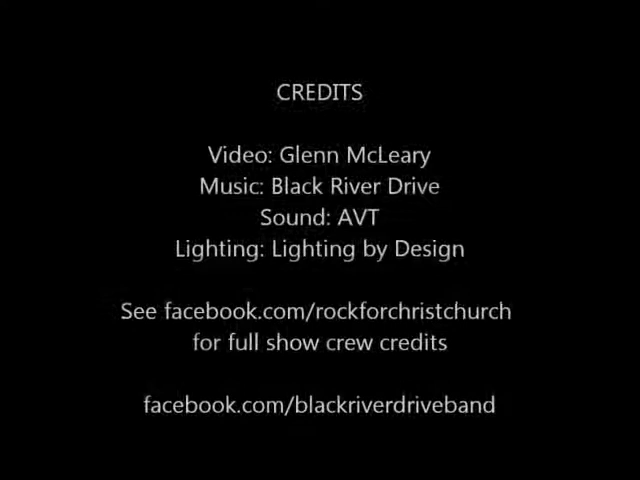 CREDITS
Video: Glenn McLeary
Music: Black River Drive
Sound: AVT
Lighting: Lighting by Design
See facebook.com/rockforchristchurch
for full show crew credits
facebook.com/blackriverdriveband